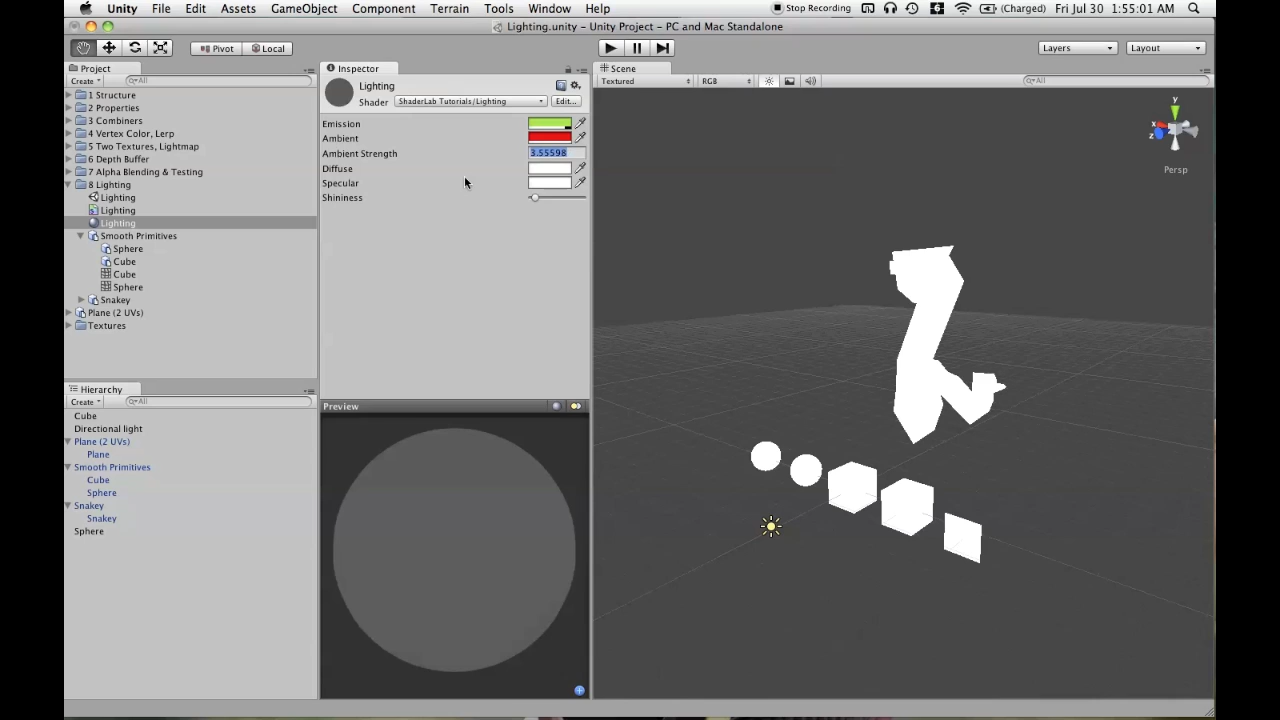 Unity File Edit Assets GameObject Component Terrain Tools Window Help Stop Recording (Charged) Fri Jul 30 1:55:01 AM
Lighting.unity – Unity Project – PC and Mac Standalone
Pivot Local Layers Layout
Project
Create All
1 Structure
2 Properties
3 Combiners
4 Vertex Color, Lerp
5 Two Textures, Lightmap
6 Depth Buffer
7 Alpha Blending & Testing
8 Lighting
Lighting
Lighting
Lighting
Smooth Primitives
Sphere
Cube
Cube
Sphere
Snakey
Plane (2 UVs)
Textures
Hierarchy
Create All
Cube
Directional light
Plane (2 UVs)
Plane
Smooth Primitives
Cube
Sphere
Snakey
Snakey
Sphere
Inspector
Lighting
Shader ShaderLab Tutorials/Lighting Edit...
Emission
Ambient
Ambient Strength 3.55598
Diffuse
Specular
Shininess
Preview
Scene
Textured RGB All
y
x
z
Persp